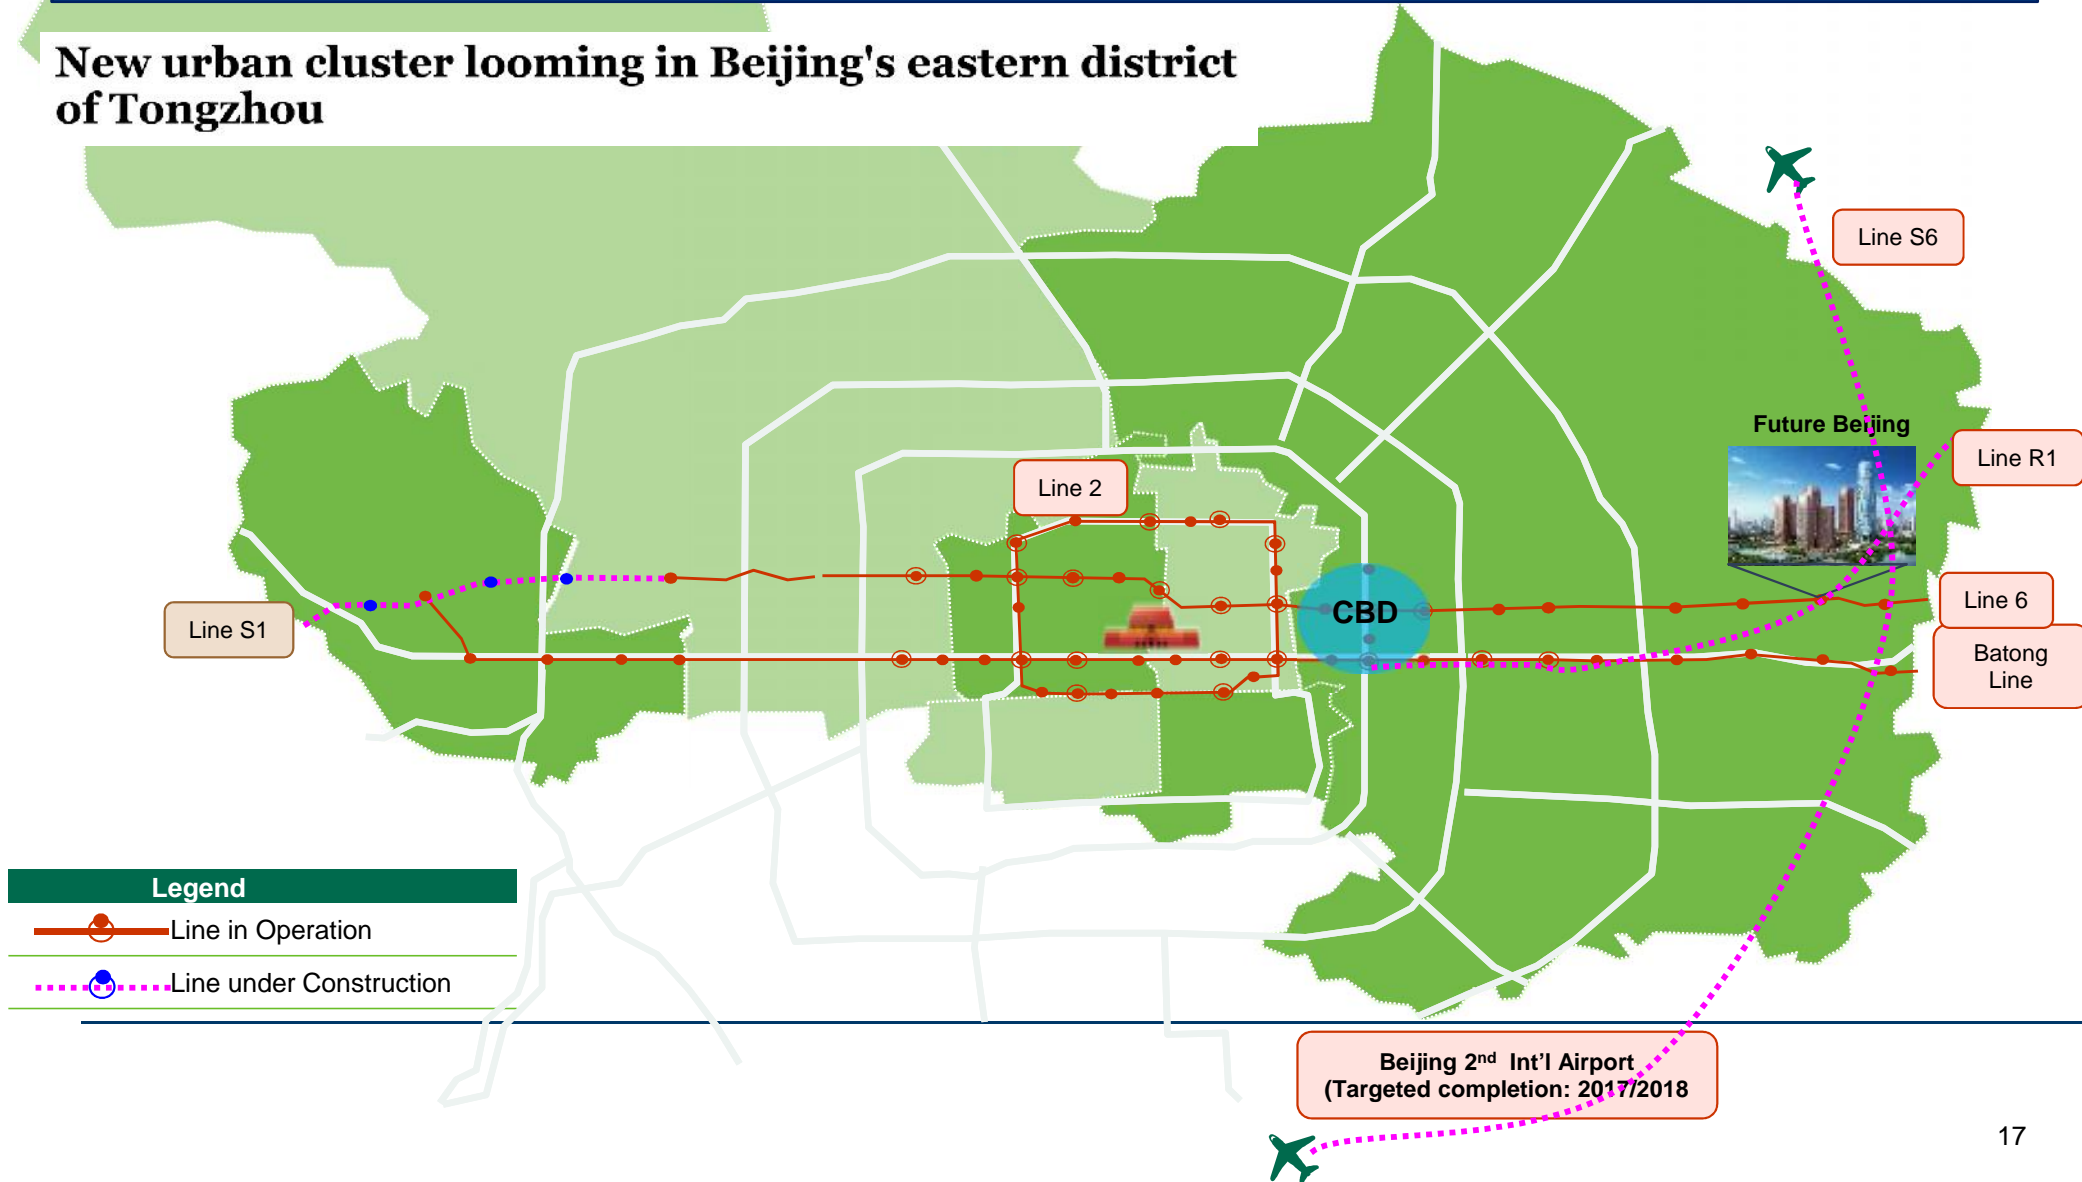 New urban cluster looming in Beijing's eastern district
of Tongzhou
Line S6
Future Beijing
Line R1
Line 2
Line 6
CBD
Line S1
Batong
Line
Legend
Line in Operation
Line under Construction
Beijing 2nd Int’l Airport
(Targeted completion: 2017/2018
17